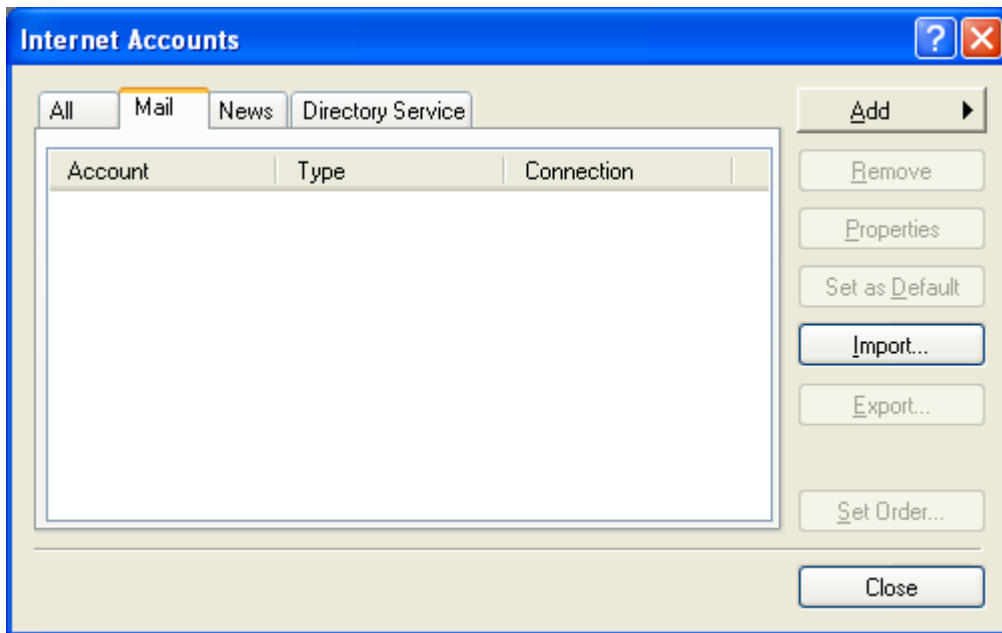 Internet Accounts
All Mail News Directory Service
Add
Account Type Connection
Remove
Properties
Set as Default
Import...
Export...
Set Order...
Close